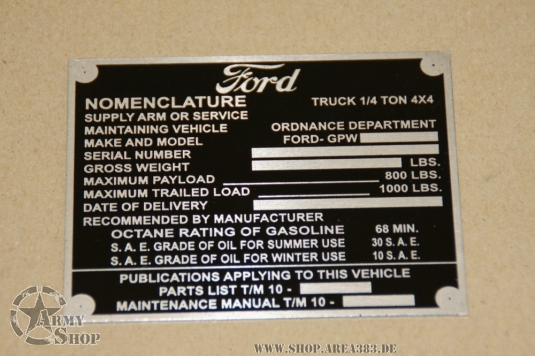 Ford
NOMENCLATURE TRUCK 1/4 TON 4X4
SUPPLY ARM OR SERVICE
MAINTAINING VEHICLE ORDNANCE DEPARTMENT
MAKE AND MODEL FORD- GPW
SERIAL NUMBER
GROSS WEIGHT LBS.
MAXIMUM PAYLOAD 800 LBS.
MAXIMUM TRAILED LOAD 1000 LBS.
DATE OF DELIVERY
RECOMMENDED BY MANUFACTURER
OCTANE RATING OF GASOLINE 68 MIN.
S.A.E. GRADE OF OIL FOR SUMMER USE 30 S.A.E.
S.A.E. GRADE OF OIL FOR WINTER USE 10 S.A.E.
PUBLICATIONS APPLYING TO THIS VEHICLE
PARTS LIST T/M 10 -
MAINTENANCE MANUAL T/M 10 -
ARMY
SHOP
WWW.SHOP.AREA383.DE